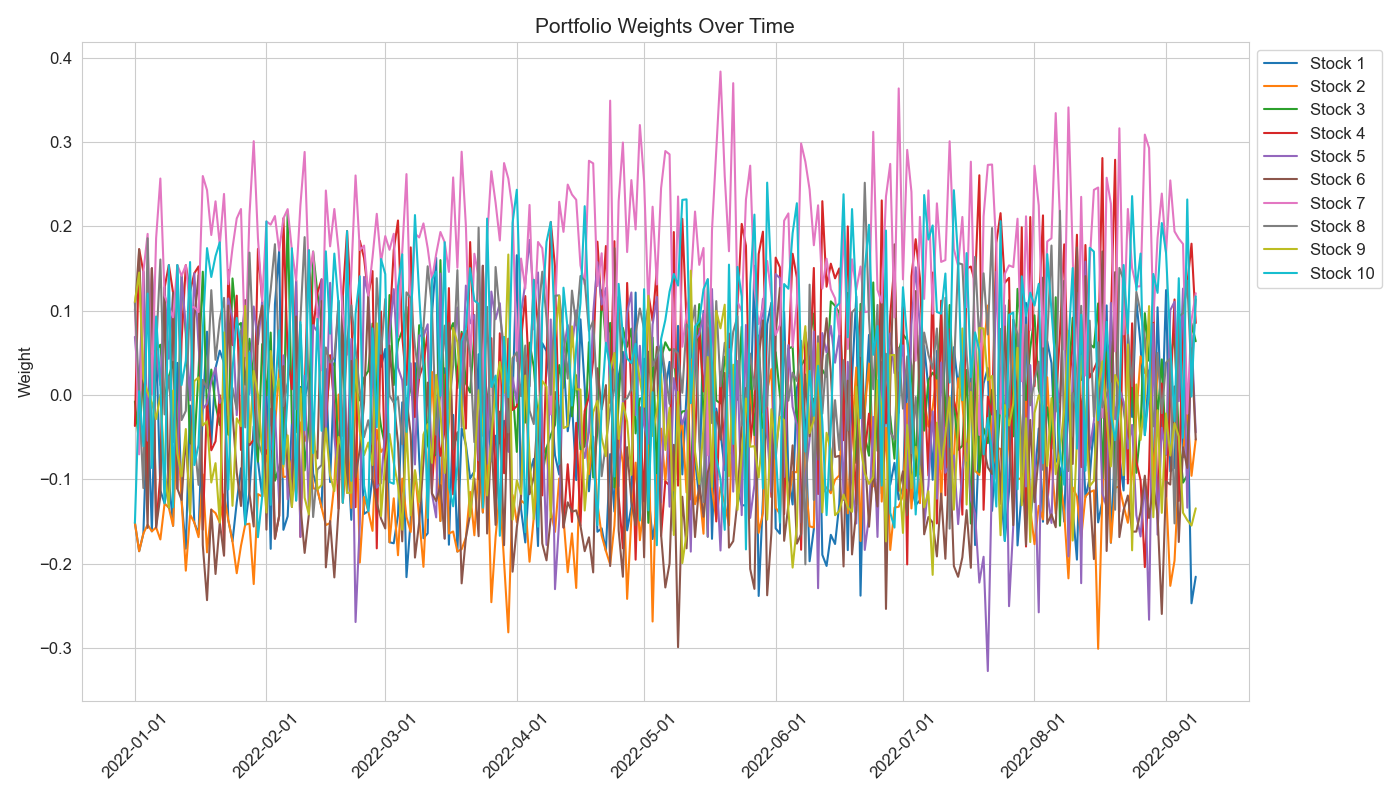 Portfolio Weights Over Time
Weight
0.4
0.3
0.2
0.1
0.0
−0.1
−0.2
−0.3
2022-01-01
2022-02-01
2022-03-01
2022-04-01
2022-05-01
2022-06-01
2022-07-01
2022-08-01
2022-09-01
Stock 1
Stock 2
Stock 3
Stock 4
Stock 5
Stock 6
Stock 7
Stock 8
Stock 9
Stock 10